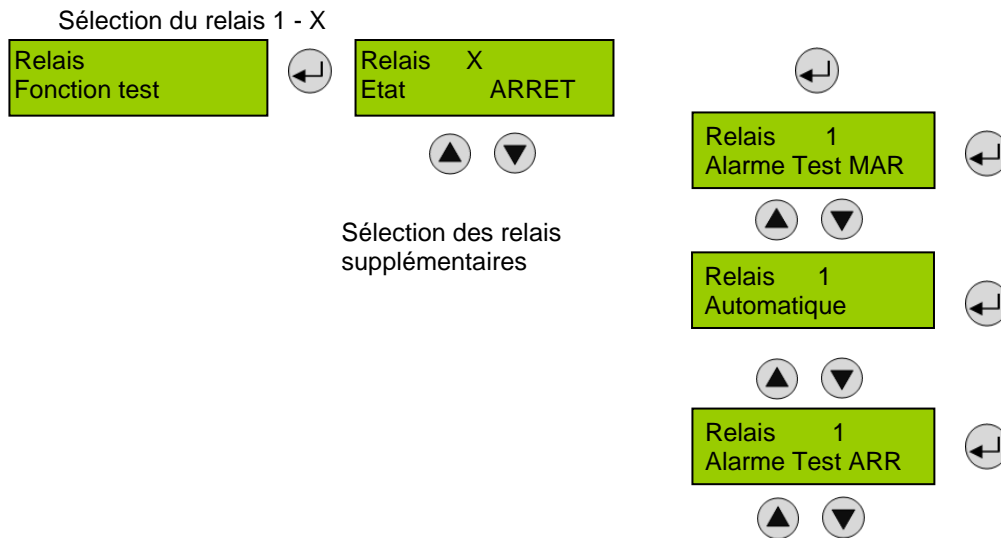 Sélection du relais 1 - X
Relais
Fonction test
Relais X
Etat ARRET
Sélection des relais
supplémentaires
Relais 1
Alarme Test MAR
Relais 1
Automatique
Relais 1
Alarme Test ARR